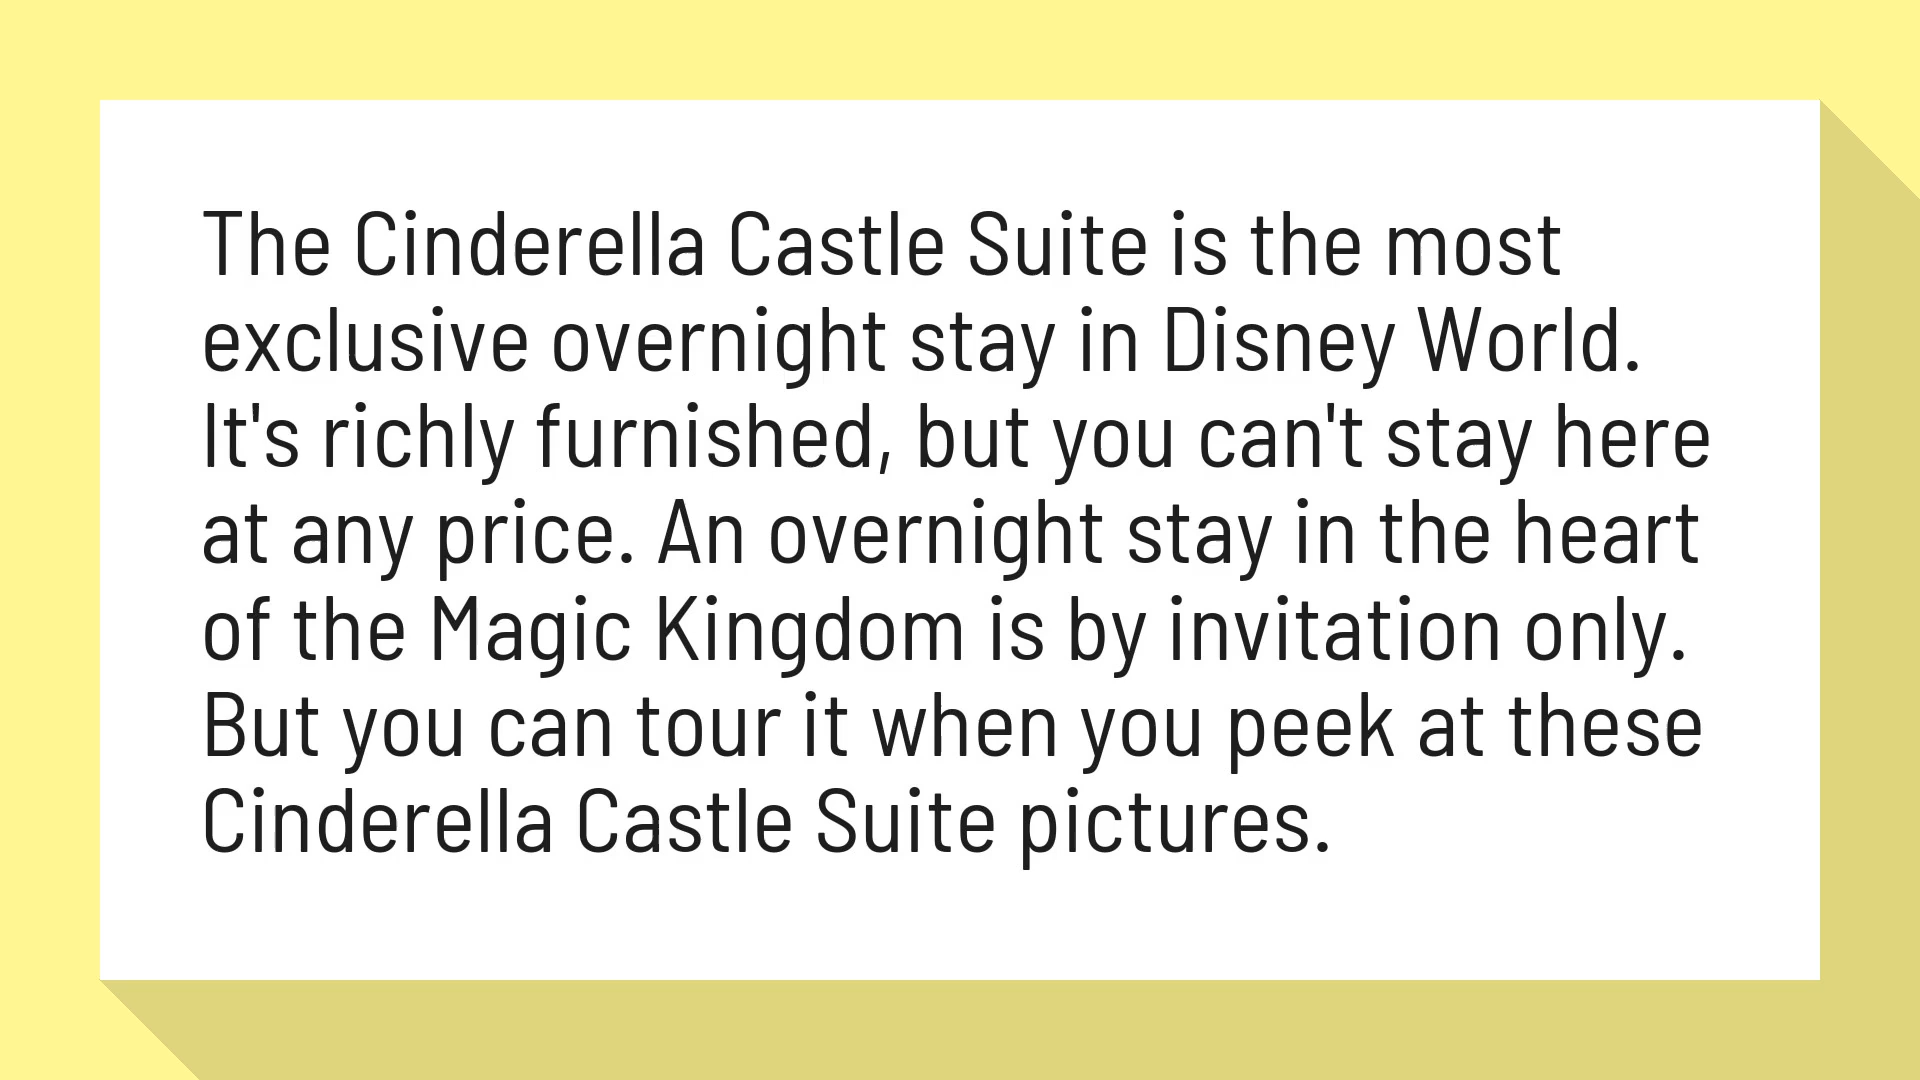 The Cinderella Castle Suite is the most
exclusive overnight stay in Disney World.
It's richly furnished, but you can't stay here
at any price. An overnight stay in the heart
of the Magic Kingdom is by invitation only.
But you can tour it when you peek at these
Cinderella Castle Suite pictures.